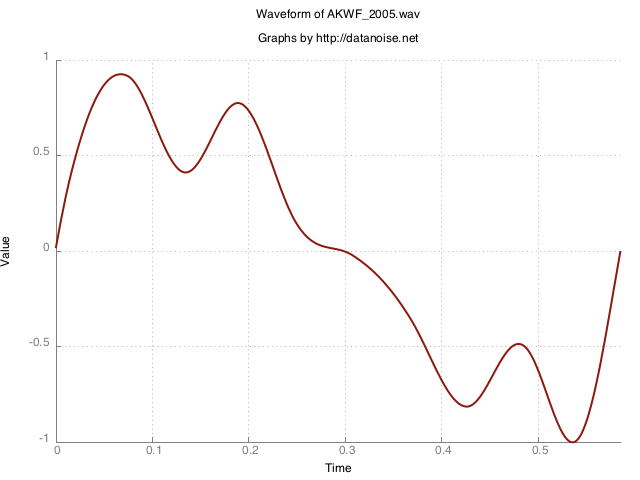 Waveform of AKWF_2005.wav
Graphs by http://datanoise.net
1
0.5
0
-0.5
-1
Value
0 0.1 0.2 0.3 0.4 0.5
Time